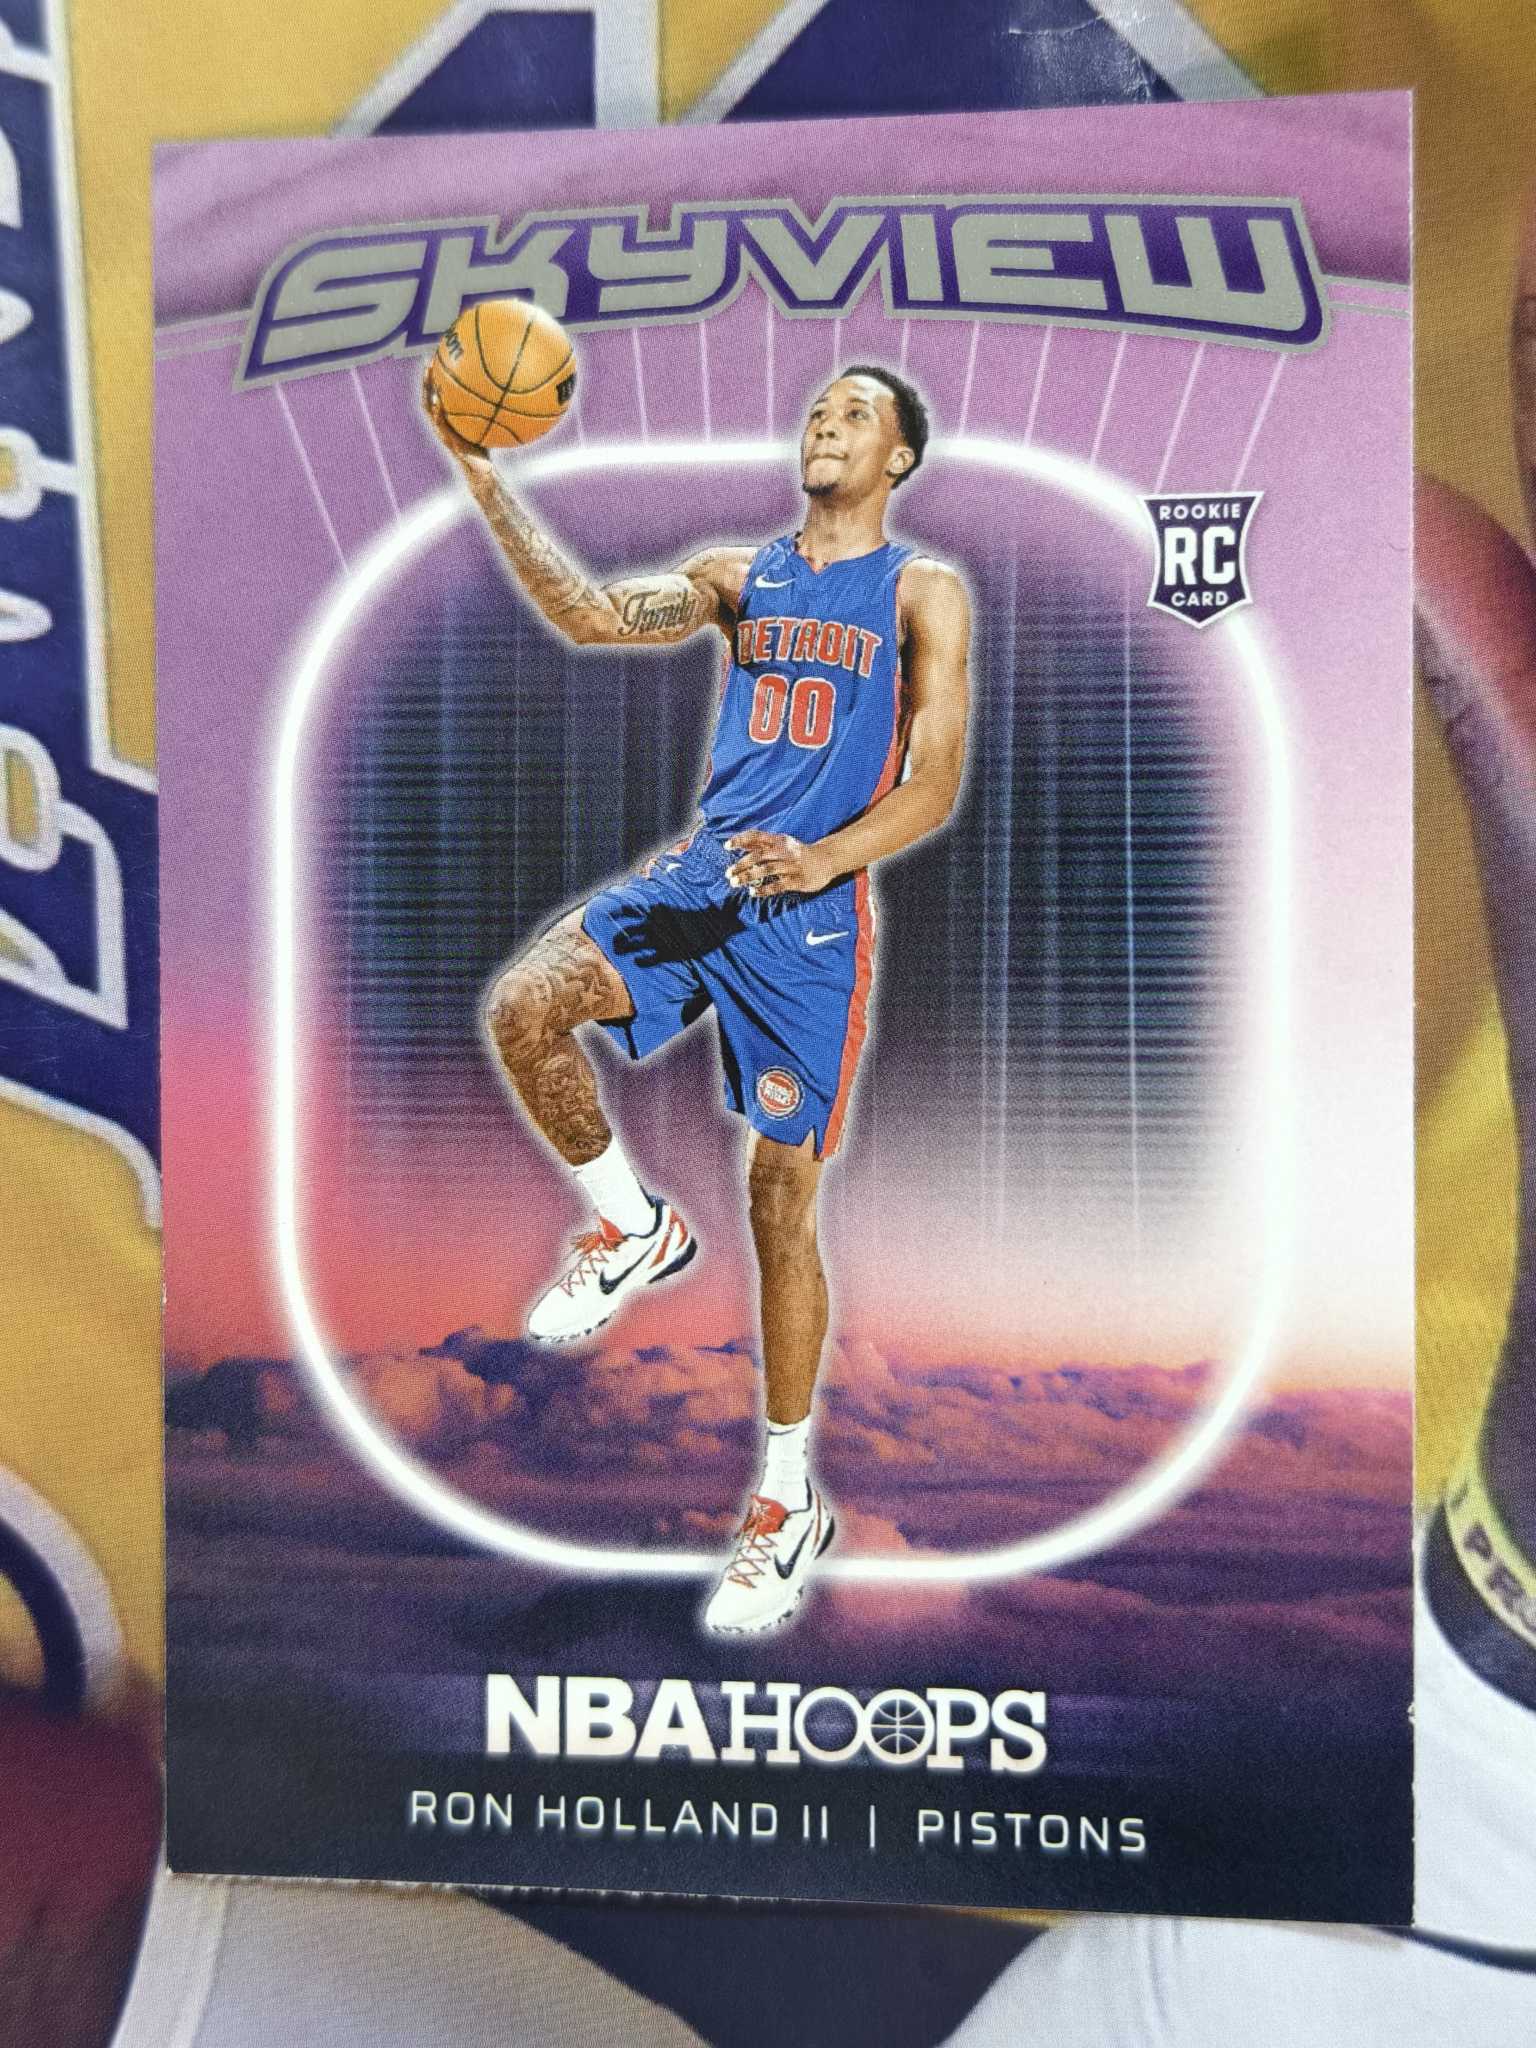 SKYVIEW
ROOKIE
RC
CARD
Family
DETROIT
00
NBA HOOPS
RON HOLLAND II | PISTONS